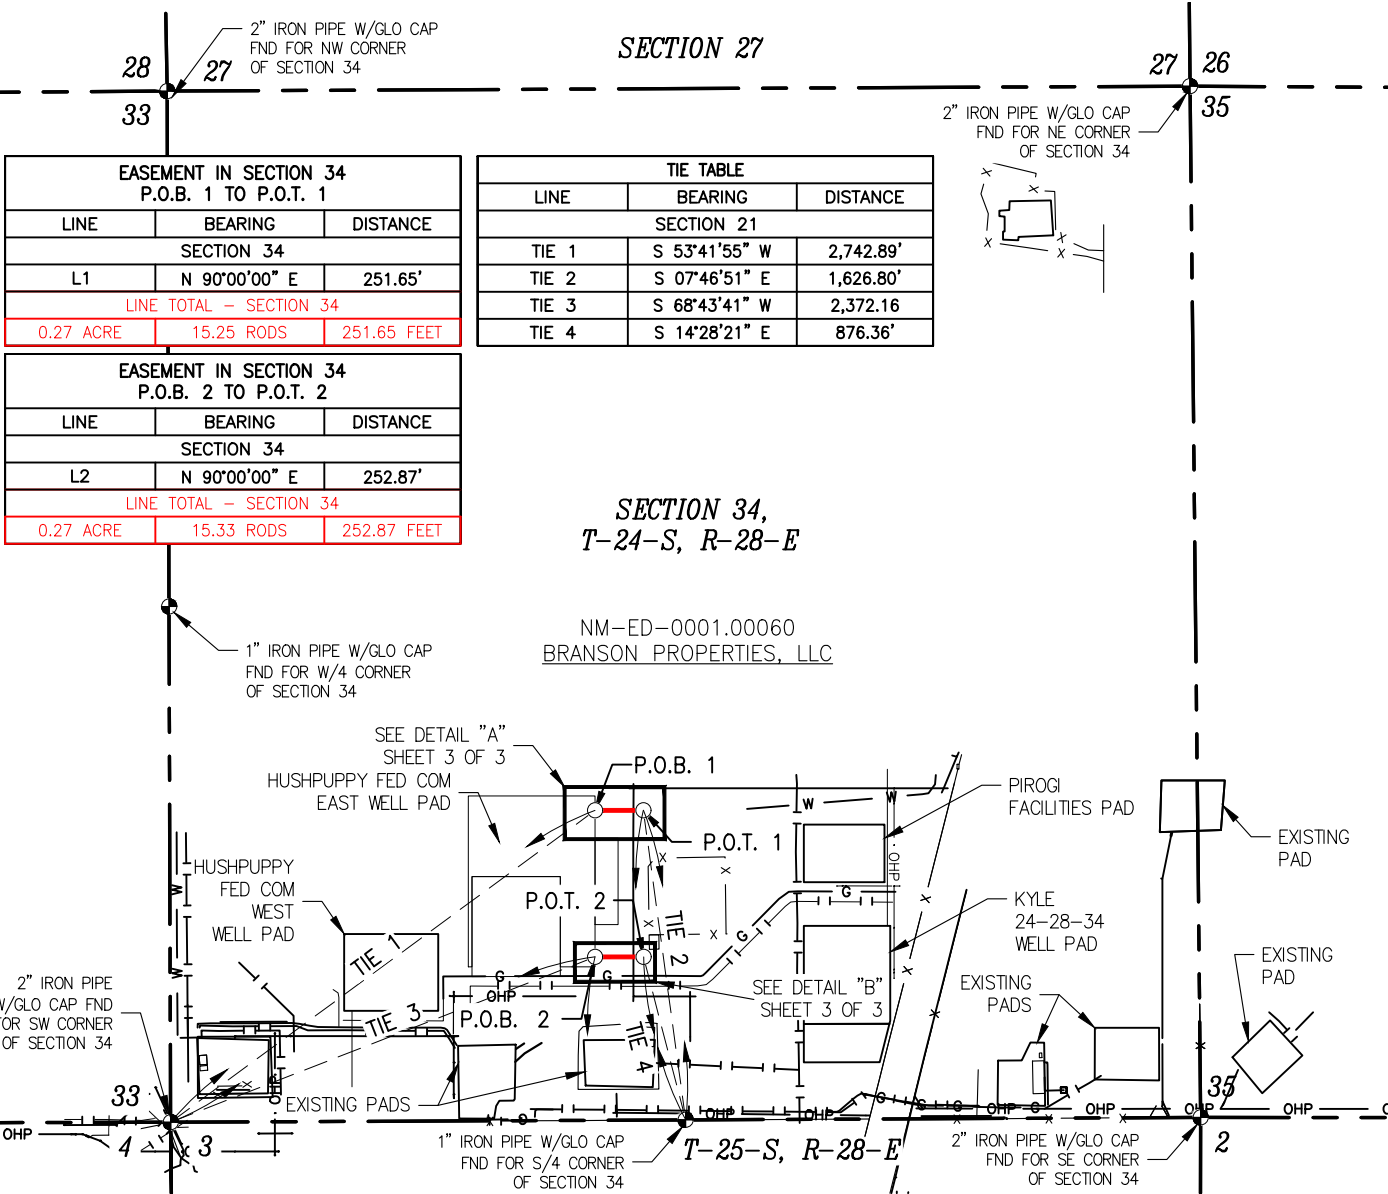 2" IRON PIPE W/GLO CAP
FND FOR NW CORNER
OF SECTION 34
SECTION 27
28
27
33
27
26
35
2" IRON PIPE W/GLO CAP
FND FOR NE CORNER
OF SECTION 34
EASEMENT IN SECTION 34
P.O.B. 1 TO P.O.T. 1
LINE BEARING DISTANCE
SECTION 34
L1 N 90°00'00" E 251.65'
LINE TOTAL - SECTION 34
0.27 ACRE 15.25 RODS 251.65 FEET
TIE TABLE
LINE BEARING DISTANCE
SECTION 21
TIE 1 S 53°41'55" W 2,742.89'
TIE 2 S 07°46'51" E 1,626.80'
TIE 3 S 68°43'41" W 2,372.16
TIE 4 S 14°28'21" E 876.36'
EASEMENT IN SECTION 34
P.O.B. 2 TO P.O.T. 2
LINE BEARING DISTANCE
SECTION 34
L2 N 90°00'00" E 252.87'
LINE TOTAL - SECTION 34
0.27 ACRE 15.33 RODS 252.87 FEET
SECTION 34,
T-24-S, R-28-E
NM-ED-0001.00060
BRANSON PROPERTIES, LLC
1" IRON PIPE W/GLO CAP
FND FOR W/4 CORNER
OF SECTION 34
SEE DETAIL "A"
SHEET 3 OF 3
HUSHPUPPY FED COM
EAST WELL PAD
P.O.B. 1
P.O.T. 1
PIROGI
FACILITIES PAD
EXISTING
PAD
HUSHPUPPY
FED COM
WEST
WELL PAD
P.O.T. 2
KYLE
24-28-34
WELL PAD
TIE 1
TIE 2
TIE 3
TIE 4
P.O.B. 2
SEE DETAIL "B"
SHEET 3 OF 3
EXISTING
PADS
EXISTING
PAD
2" IRON PIPE
W/GLO CAP FND
FOR SW CORNER
OF SECTION 34
EXISTING PADS
W
W
W
W
W
G
G
G
G
OHP
OHP
OHP
33
4
3
OHP
G
OHP
OHP
G
G
G
OHP
G
OHP
OHP
OHP
35
2
1" IRON PIPE W/GLO CAP
FND FOR S/4 CORNER
OF SECTION 34
T-25-S, R-28-E
2" IRON PIPE W/GLO CAP
FND FOR SE CORNER
OF SECTION 34